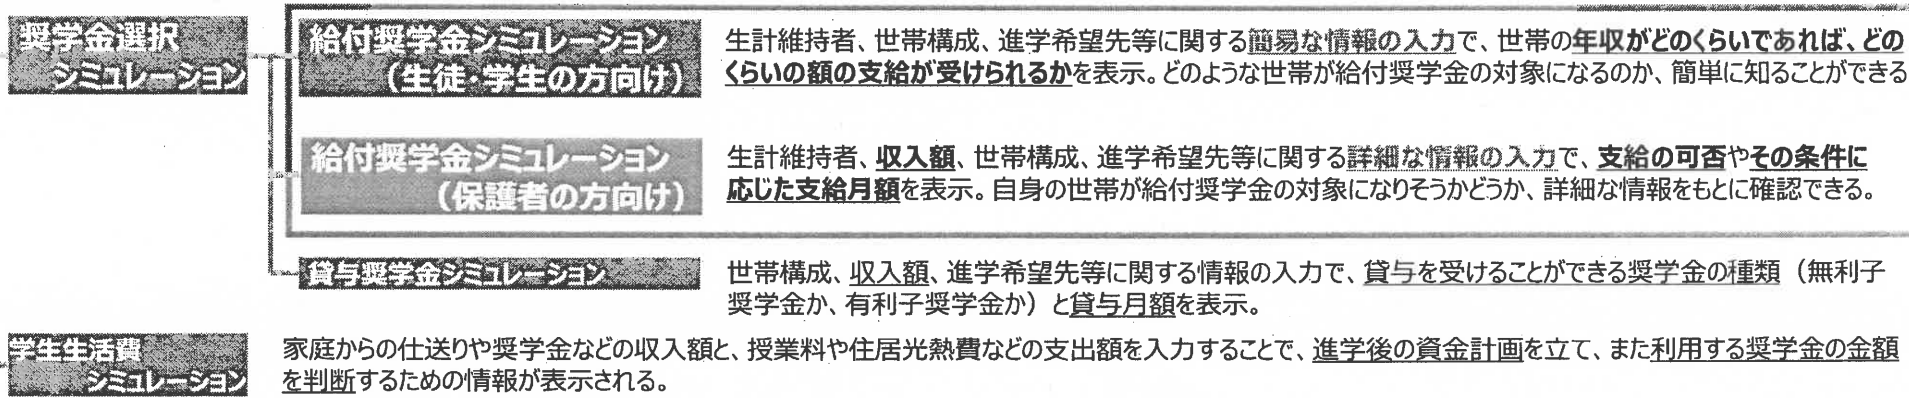 奨学金選択
シミュレーション
給付奨学金シミュレーション
（生徒・学生の方向け）
生計維持者、世帯構成、進学希望先等に関する簡易な情報の入力で、世帯の年収がどのくらいであれば、どの
くらいの額の支給が受けられるかを表示。どのような世帯が給付奨学金の対象になるのか、簡単に知ることができる
給付奨学金シミュレーション
（保護者の方向け）
生計維持者、収入額、世帯構成、進学希望先等に関する詳細な情報の入力で、支給の可否やその条件に
応じた支給月額を表示。自身の世帯が給付奨学金の対象になりそうかどうか、詳細な情報をもとに確認できる。
貸与奨学金シミュレーション
世帯構成、収入額、進学希望先等に関する情報の入力で、貸与を受けることができる奨学金の種類（無利子
奨学金か、有利子奨学金か）と貸与月額を表示。
学生生活費
シミュレーション
家庭からの仕送りや奨学金などの収入額と、授業料や住居光熱費などの支出額を入力することで、進学後の資金計画を立て、また利用する奨学金の金額
を判断するための情報が表示される。